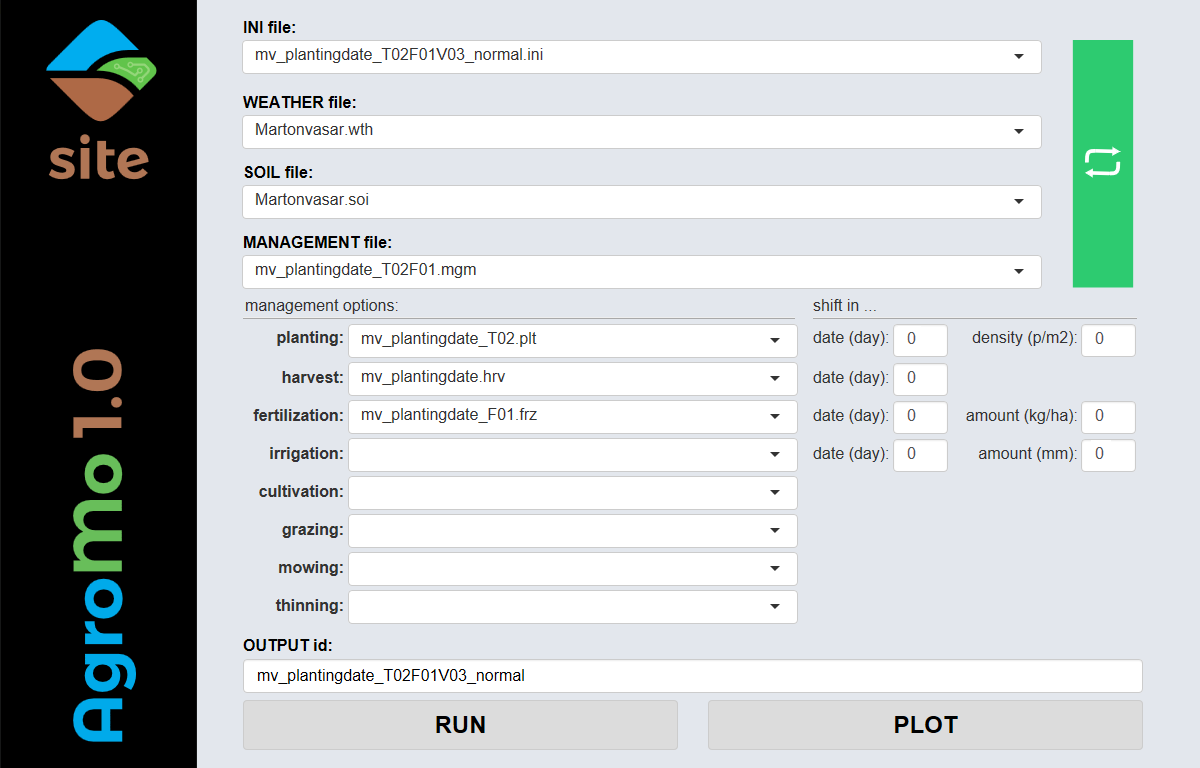 site
AgroMo 1.0
INI file:
mv_plantingdate_T02F01V03_normal.ini
WEATHER file:
Martonvasar.wth
SOIL file:
Martonvasar.soi
MANAGEMENT file:
mv_plantingdate_T02F01.mgm
management options: shift in ...
planting: mv_plantingdate_T02.plt date (day): 0 density (p/m2): 0
harvest: mv_plantingdate.hrv date (day): 0
fertilization: mv_plantingdate_F01.frz date (day): 0 amount (kg/ha): 0
irrigation: date (day): 0 amount (mm): 0
cultivation:
grazing:
mowing:
thinning:
OUTPUT id:
mv_plantingdate_T02F01V03_normal
RUN PLOT